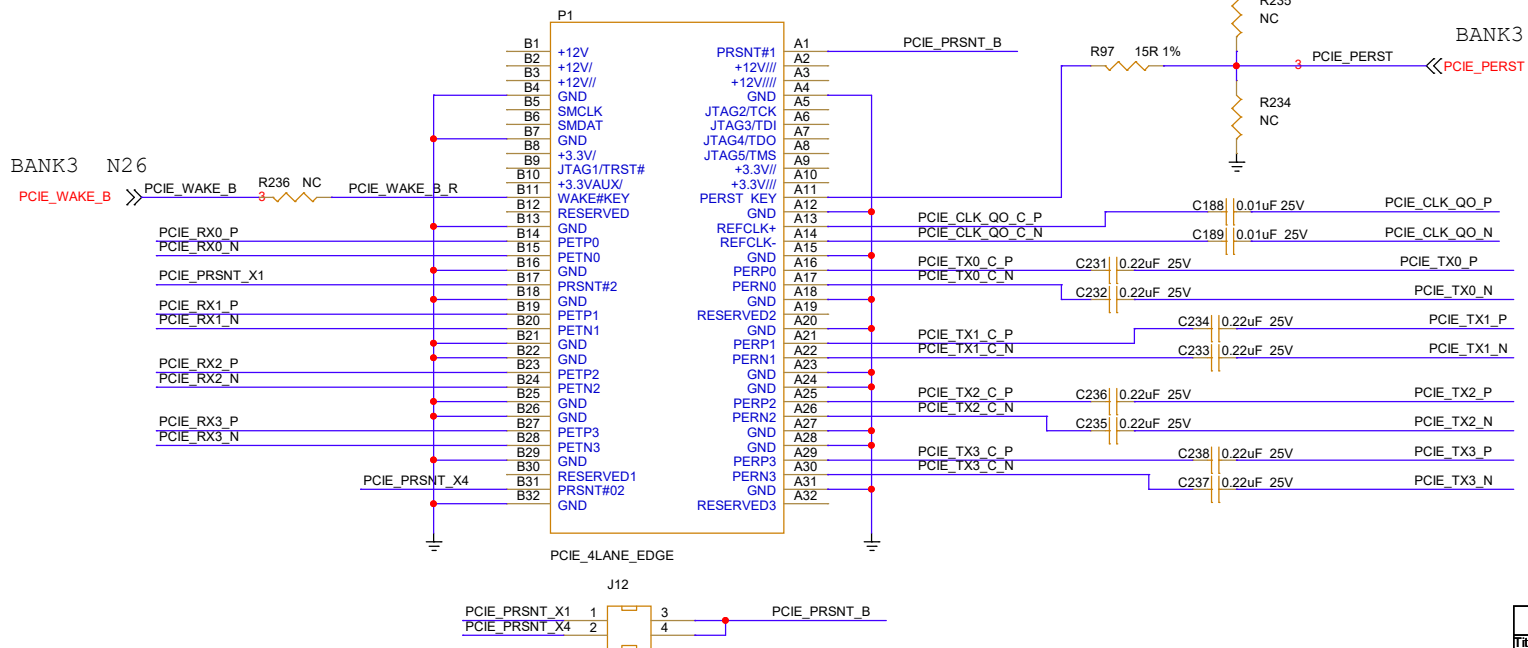 P1
R235
NC
BANK3
B1 +12V PRSNT#1 A1 PCIE_PRSNT_B
R97 15R 1%
3 PCIE_PERST PCIE_PERST
B2 +12V/ +12V/// A2
B3 +12V// +12V//// A3
B4 GND GND A4
B5 SMCLK JTAG2/TCK A5
R234
NC
B6 SMDAT JTAG3/TDI A6
B7 GND JTAG4/TDO A7
B8 +3.3V/ JTAG5/TMS A8
BANK3 N26
B9 JTAG1/TRST# +3.3V// A9
B10 +3.3VAUX/ +3.3V/// A10
PCIE_WAKE_B PCIE_WAKE_B 3 R236 NC PCIE_WAKE_B_R B11 WAKE#KEY PERST KEY A11
B12 RESERVED GND A12
C188 0.01uF 25V PCIE_CLK_QO_P
B13 GND REFCLK+ A13 PCIE_CLK_QO_C_P
PCIE_RX0_P B14 PETP0 REFCLK- A14 PCIE_CLK_QO_C_N C189 0.01uF 25V PCIE_CLK_QO_N
PCIE_RX0_N B15 PETN0 GND A15
B16 GND PERP0 A16 PCIE_TX0_C_P C231 0.22uF 25V PCIE_TX0_P
PCIE_PRSNT_X1 B17 PRSNT#2 PERN0 A17 PCIE_TX0_C_N
B18 GND GND A18 C232 0.22uF 25V PCIE_TX0_N
PCIE_RX1_P B19 PETP1 RESERVED2 A19
PCIE_RX1_N B20 PETN1 GND A20 C234 0.22uF 25V PCIE_TX1_P
B21 GND PERP1 A21 PCIE_TX1_C_P
B22 GND PERN1 A22 PCIE_TX1_C_N C233 0.22uF 25V PCIE_TX1_N
PCIE_RX2_P B23 PETP2 GND A23
PCIE_RX2_N B24 PETN2 GND A24
B25 GND PERP2 A25 PCIE_TX2_C_P C236 0.22uF 25V PCIE_TX2_P
B26 GND PERN2 A26 PCIE_TX2_C_N
PCIE_RX3_P B27 PETP3 GND A27 C235 0.22uF 25V PCIE_TX2_N
PCIE_RX3_N B28 PETN3 GND A28
B29 GND PERP3 A29 PCIE_TX3_C_P C238 0.22uF 25V PCIE_TX3_P
B30 RESERVED1 PERN3 A30 PCIE_TX3_C_N
PCIE_PRSNT_X4 B31 PRSNT#02 GND A31 C237 0.22uF 25V PCIE_TX3_N
B32 GND RESERVED3 A32
PCIE_4LANE_EDGE
J12
PCIE_PRSNT_X1 1 3 PCIE_PRSNT_B
PCIE_PRSNT_X4 2 4